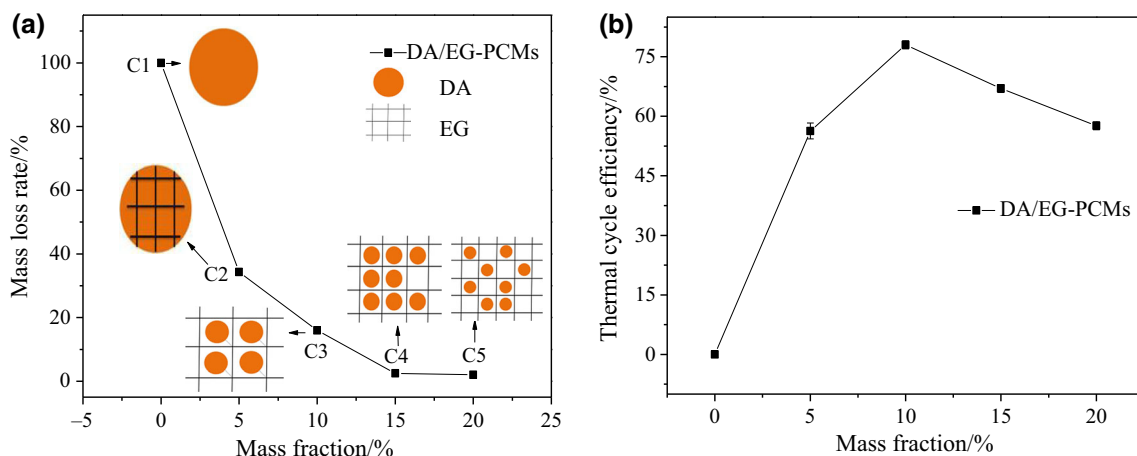 (a)
Mass loss rate/%
100
80
60
40
20
0
–5
0
5
10
15
20
25
Mass fraction/%
C1
C2
C3
C4
C5
DA/EG-PCMs
DA
EG
(b)
Thermal cycle efficiency/%
75
60
45
30
15
0
0
5
10
15
20
Mass fraction/%
DA/EG-PCMs